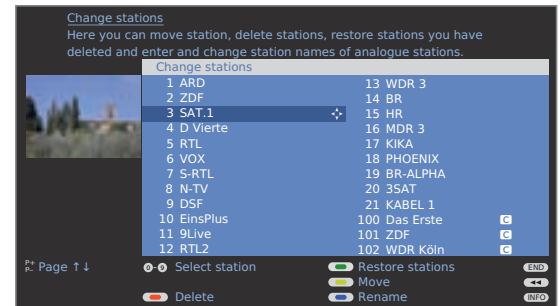 Change stations
Here you can move station, delete stations, restore stations you have
deleted and enter and change station names of analogue stations.
Change stations
1 ARD
2 ZDF
3 SAT.1
4 D Vierte
5 RTL
6 VOX
7 S-RTL
8 N-TV
9 DSF
10 EinsPlus
11 9Live
12 RTL2
13 WDR 3
14 BR
15 HR
16 MDR 3
17 KIKA
18 PHOENIX
19 BR-ALPHA
20 3SAT
21 KABEL 1
100 Das Erste C
101 ZDF C
102 WDR Köln C
P+
P- Page ↑↓
0-9 Select station
Restore stations
END
Move
◄◄
Delete
Rename
INFO